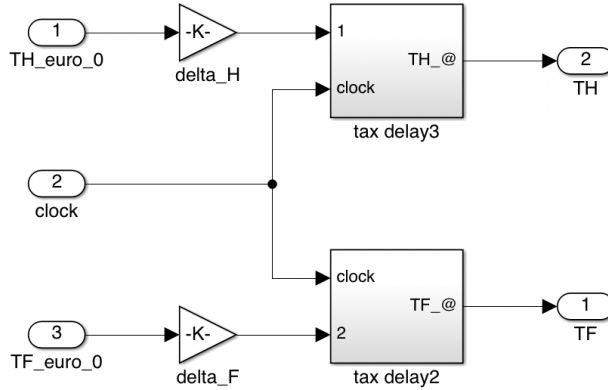 1
TH_euro_0
-K-
delta_H
1
clock
TH_@
tax delay3
2
TH
2
clock
clock
2
TF_@
tax delay2
1
TF
3
TF_euro_0
-K-
delta_F